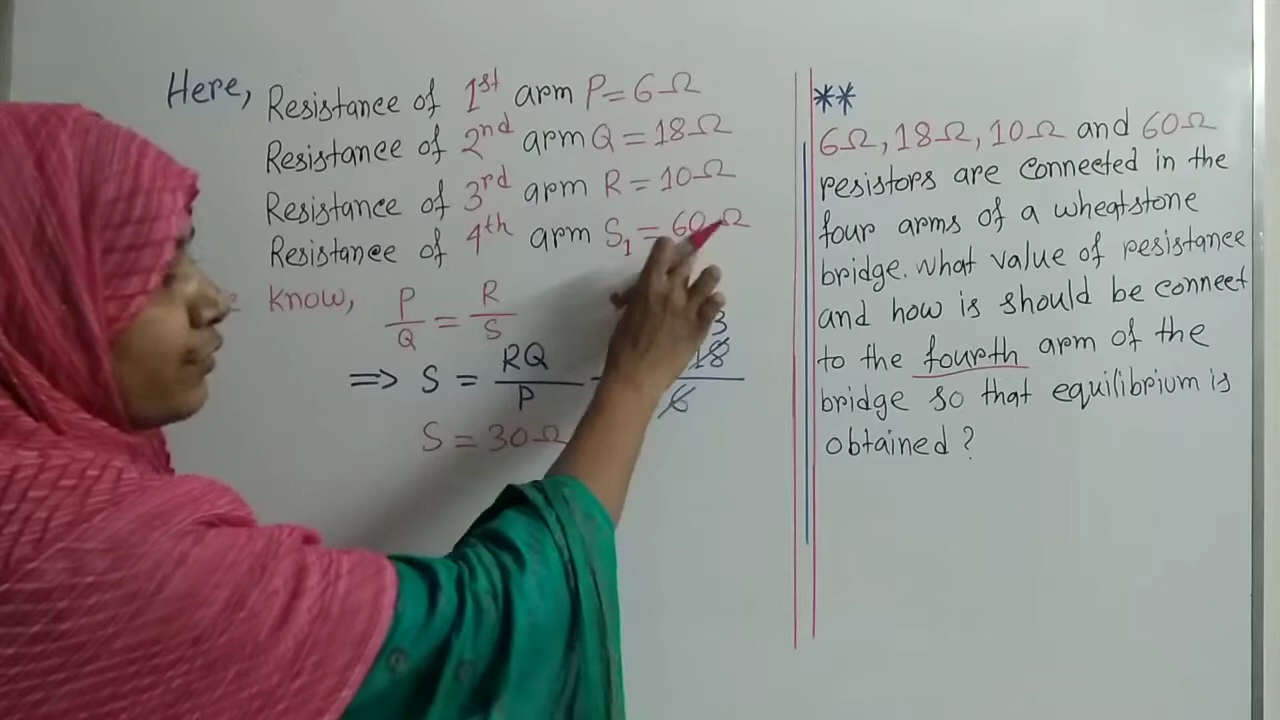 Here, Resistance of 1st arm P = 6Ω
Resistance of 2nd arm Q = 18Ω
Resistance of 3rd arm R = 10Ω
Resistance of 4th arm S1 = 60Ω
know, P/Q = R/S
=> S = RQ/P 18 3 6
S = 30Ω
**
6Ω, 18Ω, 10Ω and 60Ω
resistors are connected in the
four arms of a wheatstone
bridge. What value of resistance
and how is should be conneet
to the fourth arm of the
bridge so that equilibrium is
obtained?